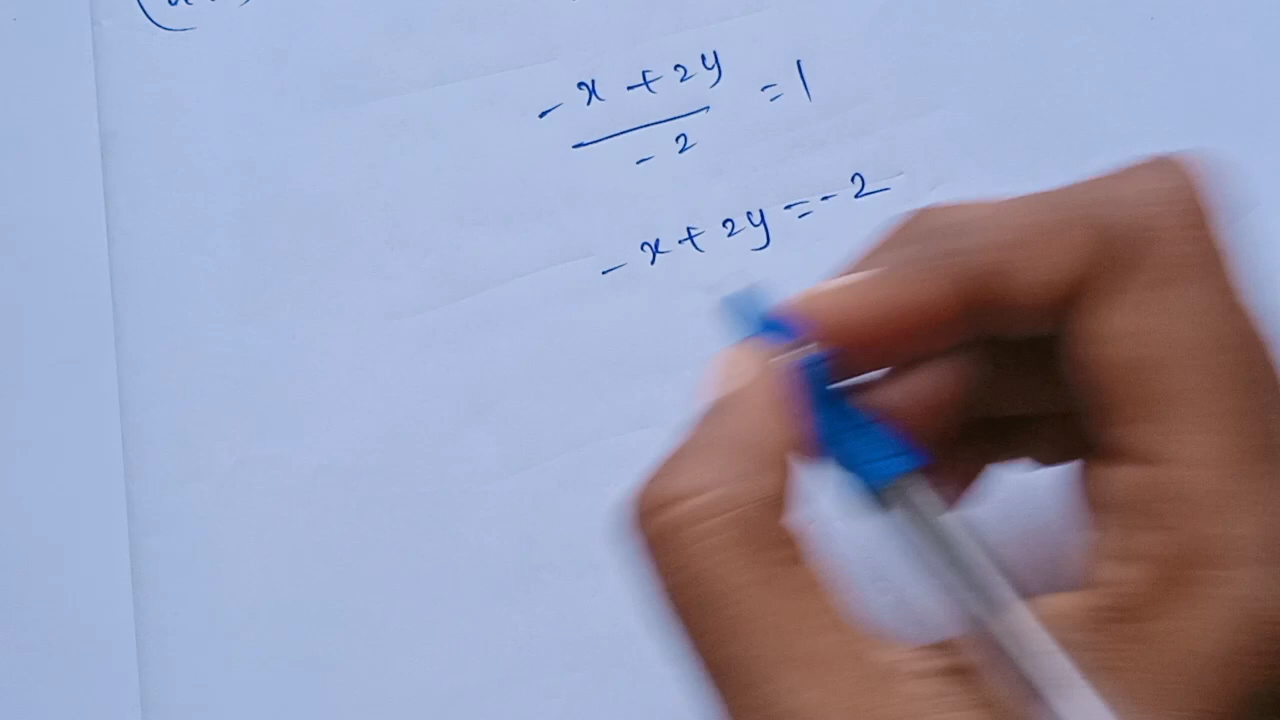 -x + 2y
-2 = 1
-x + 2y = -2